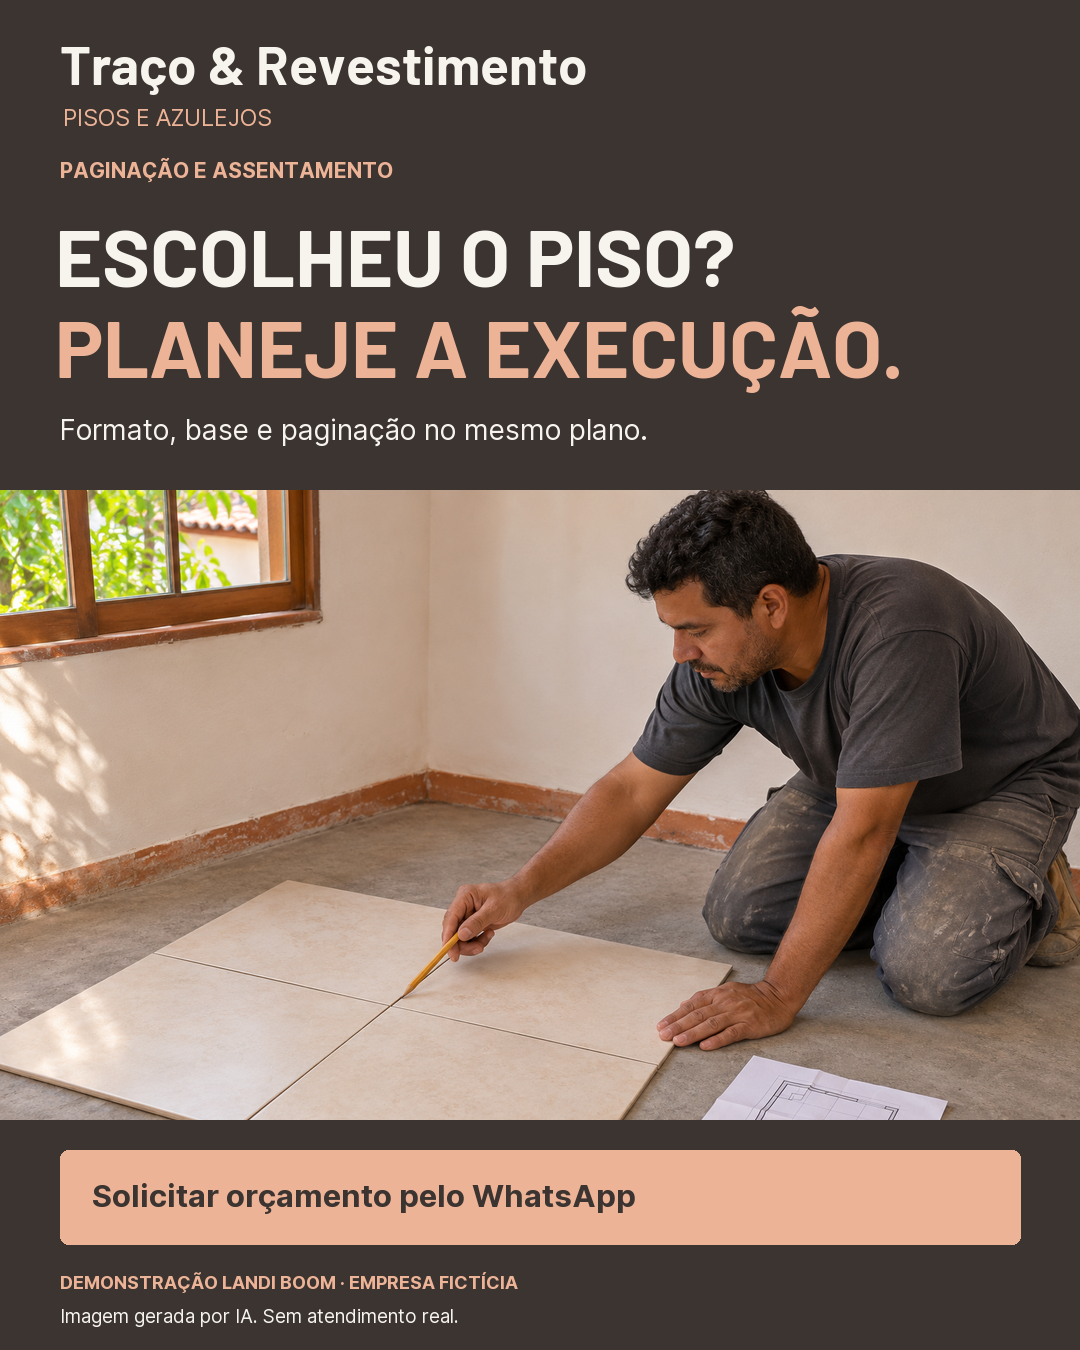 Traço & Revestimento
PISOS E AZULEJOS
PAGINAÇÃO E ASSENTAMENTO
ESCOLHEU O PISO?
PLANEJE A EXECUÇÃO.
Formato, base e paginação no mesmo plano.
Solicitar orçamento pelo WhatsApp
DEMONSTRAÇÃO LANDI BOOM · EMPRESA FICTÍCIA
Imagem gerada por IA. Sem atendimento real.